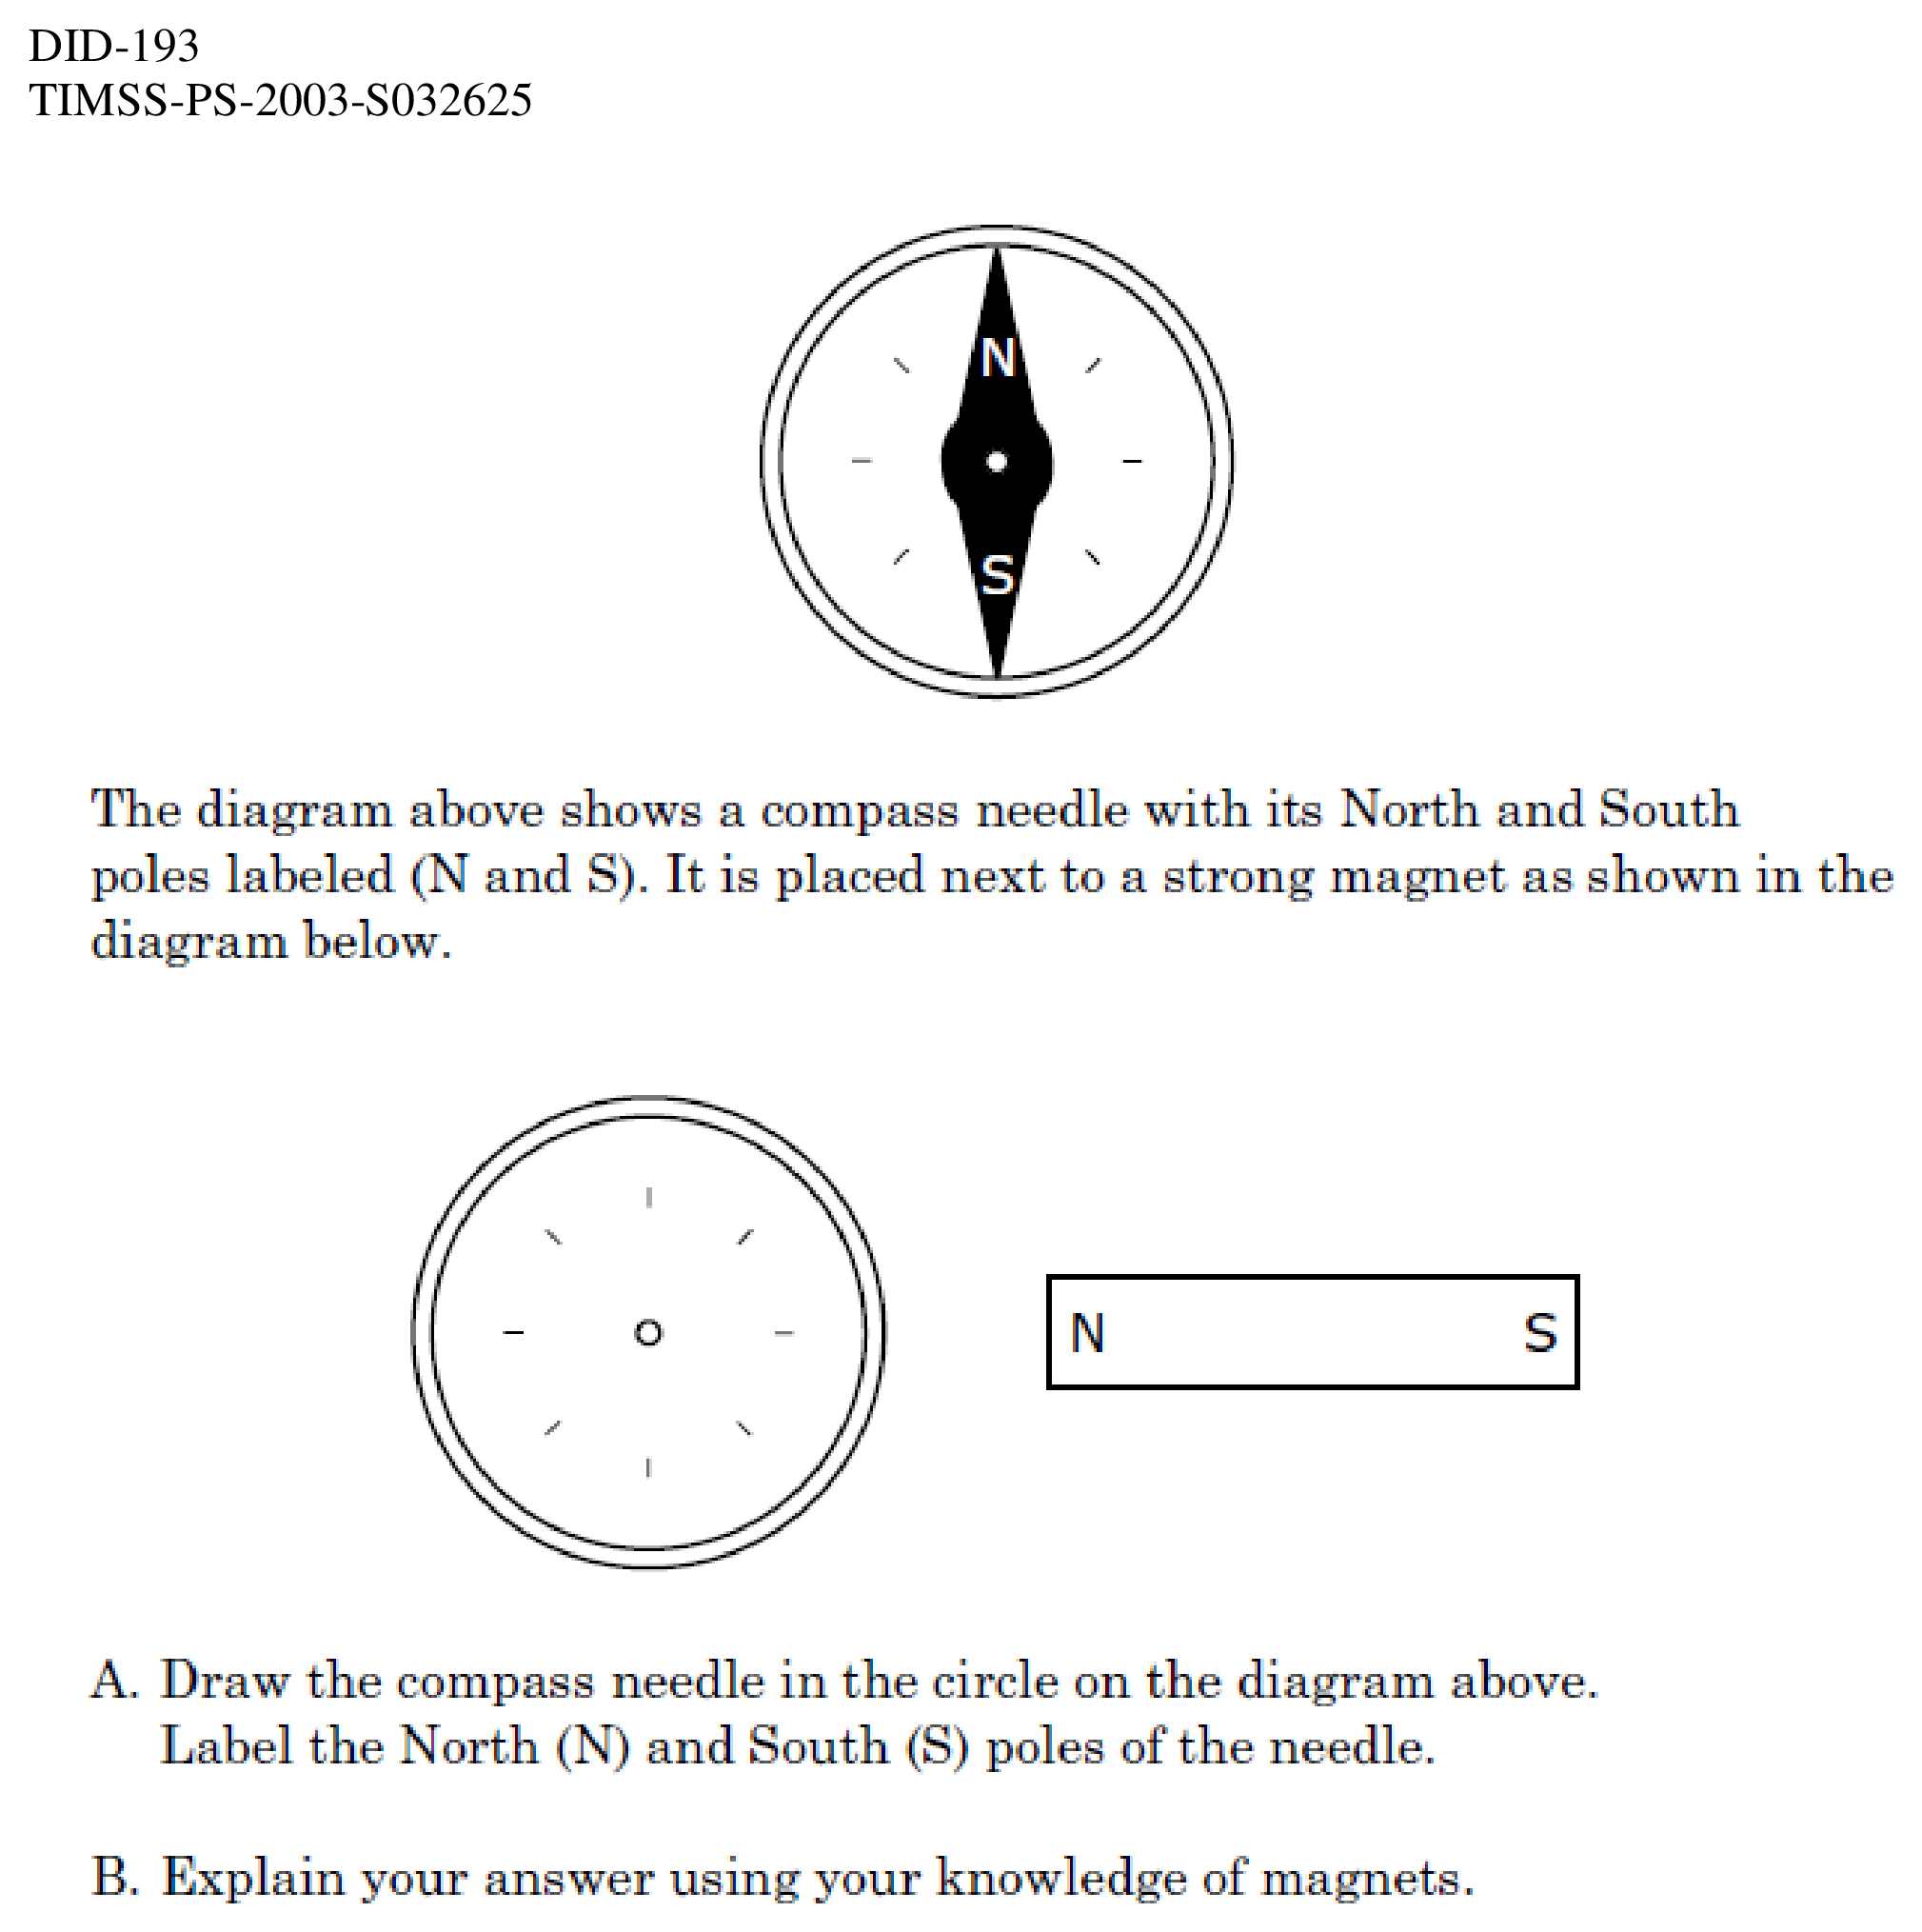 DID-193
TIMSS-PS-2003-S032625
N
S
The diagram above shows a compass needle with its North and South
poles labeled (N and S). It is placed next to a strong magnet as shown in the
diagram below.
N S
A. Draw the compass needle in the circle on the diagram above.
Label the North (N) and South (S) poles of the needle.
B. Explain your answer using your knowledge of magnets.